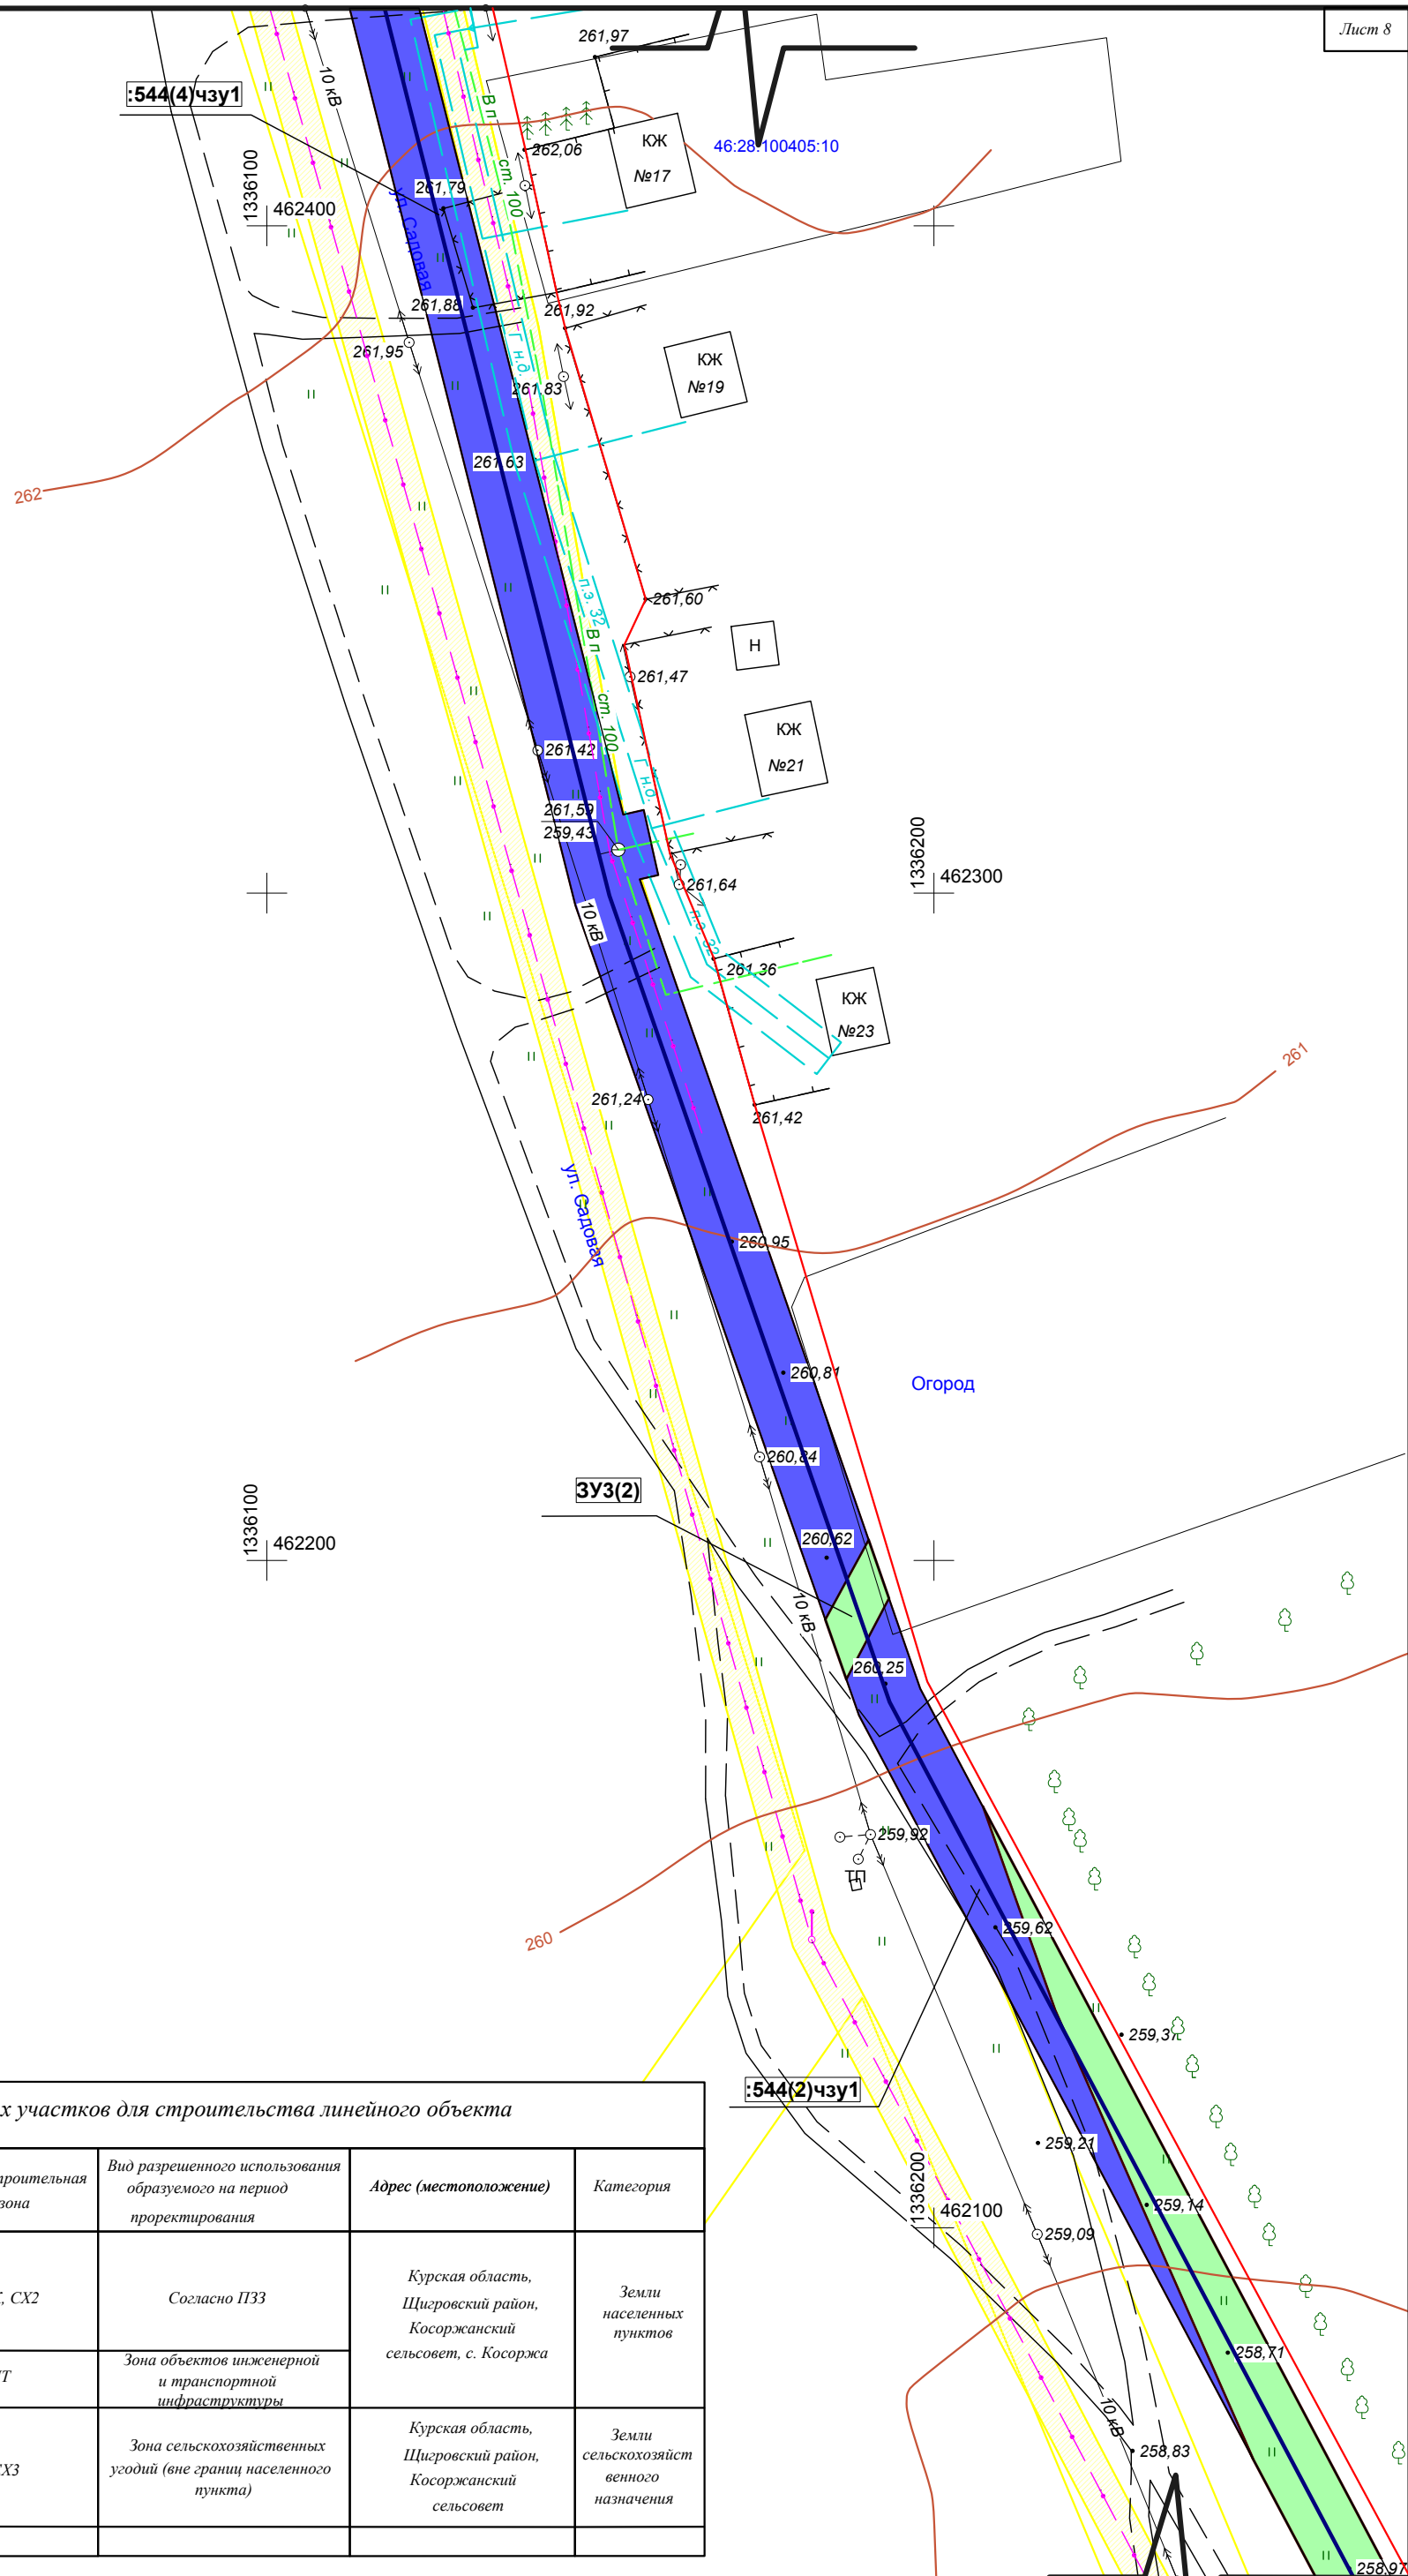 Лист 8
261,97
10 кВ
:544(4)чзу1
В п
ст. 100
262,06
КЖ
№17
46:28:100405:10
1336100
462400
261,79
ул. Садовая
261,88
261,92
261,95
Г н.д.
КЖ
№19
261,83
261,63
262
п.э. 32
261,60
В п
Н
261,47
ст. 100
КЖ
№21
261,42
Г н.д.
261,59
259,43
1336200
462300
261,64
10 кВ
п.э. 32
261,36
КЖ
№23
261
261,24
261,42
ул. Садовая
260,95
260,81
Огород
260,84
ЗУ3(2)
1336100
462200
260,62
10 кВ
260,25
259,92
ТП
259,62
260
259,37
:544(2)чзу1
259,21
1336200
462100
259,14
259,09
258,71
10 кВ
258,83
258,97
х участков для строительства линейного объекта
зона
Вид разрешенного использования
образуемого на период
проректирования
Адрес (местоположение)
Категория
СХ2
Согласно ПЗЗ
Курская область,
Щигровский район,
Косоржанский
сельсовет, с. Косоржа
Земли
населенных
пунктов
Зона объектов инженерной
и транспортной
инфраструктуры
Зона сельскохозяйственных
угодий (вне границ населенного
пункта)
Курская область,
Щигровский район,
Косоржанский
сельсовет
Земли
сельскохозяйст
венного
назначения